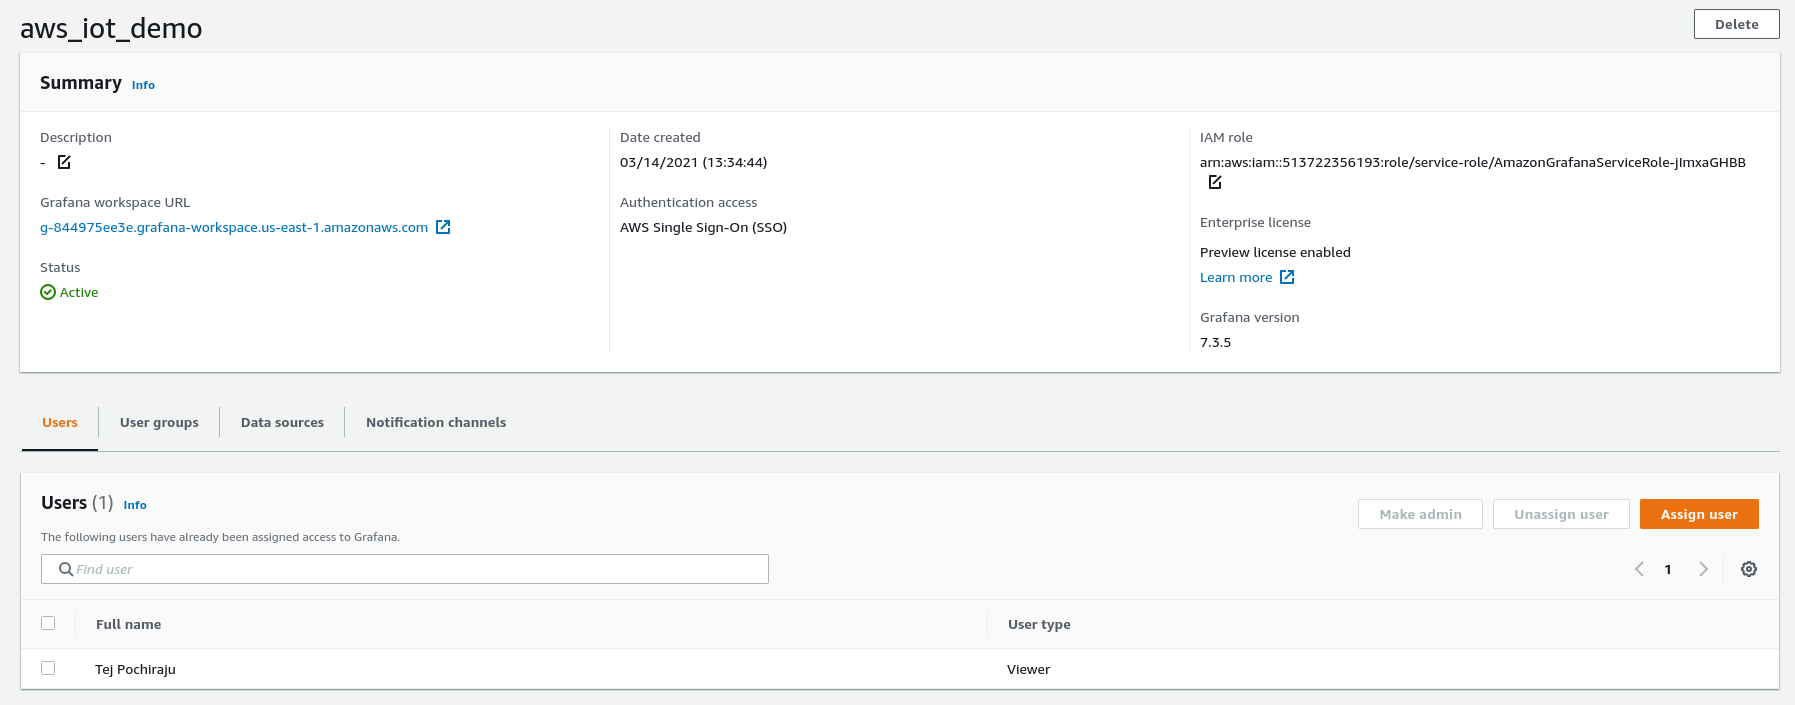 aws_iot_demo
Delete
Summary Info
Description
-
Grafana workspace URL
g-844975ee3e.grafana-workspace.us-east-1.amazonaws.com
Status
Active
Date created
03/14/2021 (13:34:44)
Authentication access
AWS Single Sign-On (SSO)
IAM role
arn:aws:iam::513722356193:role/service-role/AmazonGrafanaServiceRole-jImxaGHBB
Enterprise license
Preview license enabled
Learn more
Grafana version
7.3.5
Users User groups Data sources Notification channels
Users (1) Info
Make admin Unassign user Assign user
The following users have already been assigned access to Grafana.
Find user
1
Full name User type
Tej Pochiraju Viewer